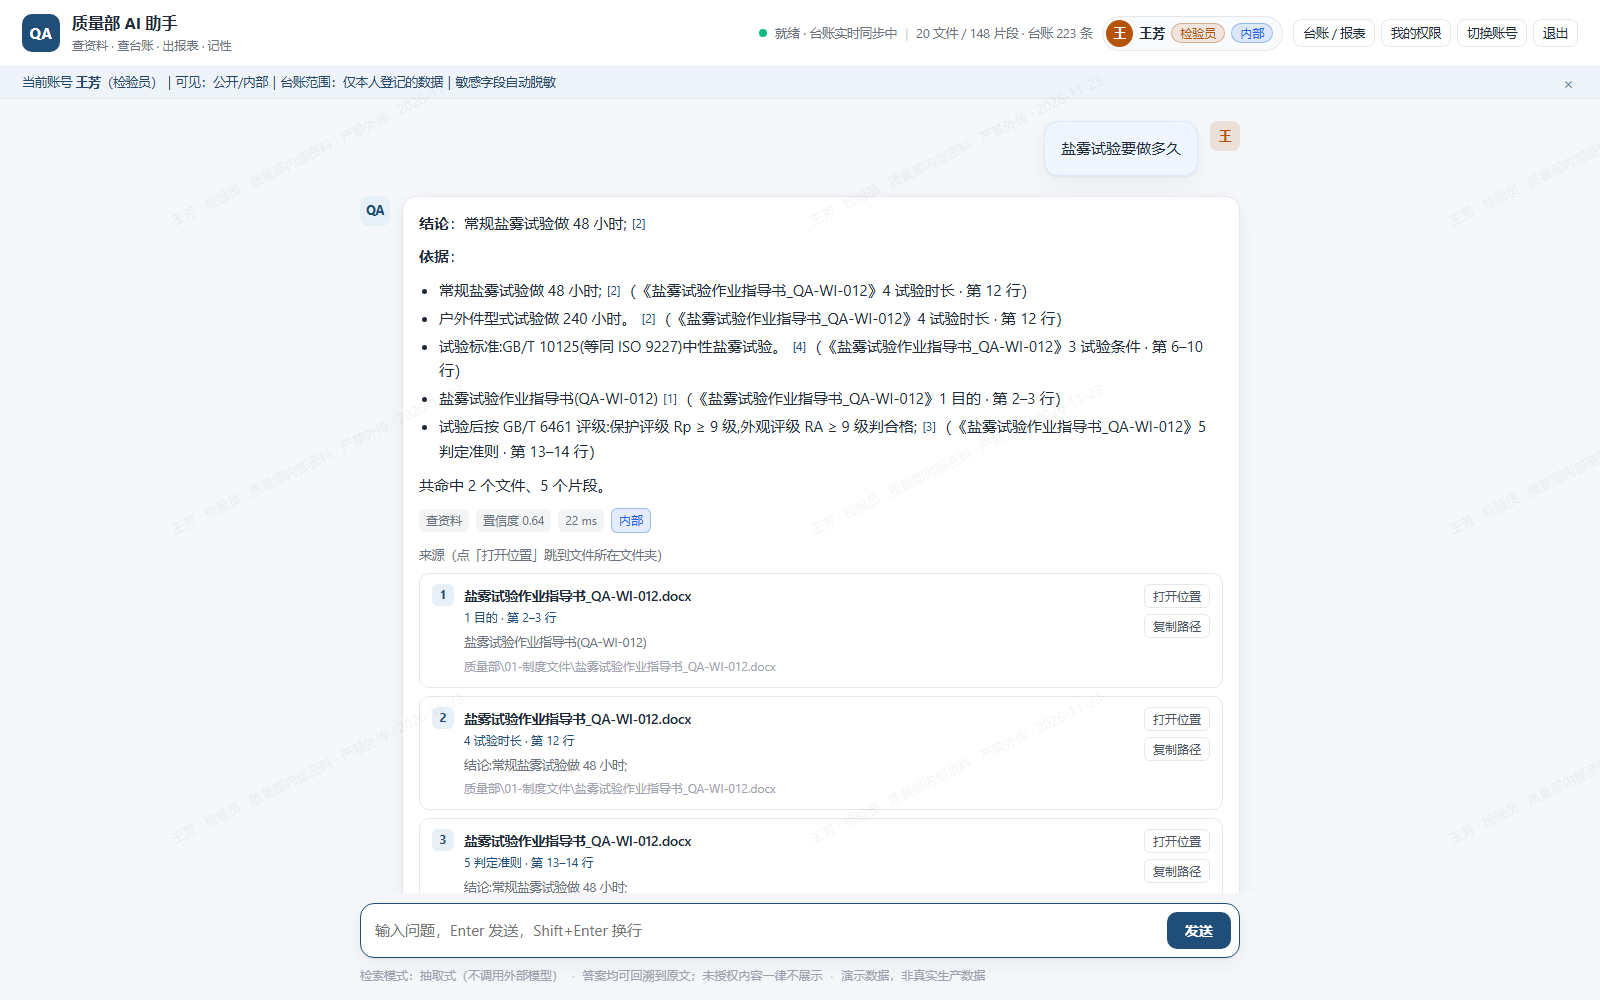 QA
质量部 AI 助手
查资料 · 查台账 · 出报表 · 记性
就绪 · 台账实时同步中 | 20 文件 / 148 片段 · 台账 223 条
王 王芳 检验员 内部
台账 / 报表 我的权限 切换账号 退出
当前账号 王芳（检验员） | 可见：公开/内部 | 台账范围：仅本人登记的数据 | 敏感字段自动脱敏 ×
盐雾试验要做多久
王
QA
结论：常规盐雾试验做 48 小时; [2]
依据：
• 常规盐雾试验做 48 小时; [2] （《盐雾试验作业指导书_QA-WI-012》4 试验时长 · 第 12 行）
• 户外件型式试验做 240 小时。 [2] （《盐雾试验作业指导书_QA-WI-012》4 试验时长 · 第 12 行）
• 试验标准:GB/T 10125(等同 ISO 9227)中性盐雾试验。 [4] （《盐雾试验作业指导书_QA-WI-012》3 试验条件 · 第 6–10
行）
• 盐雾试验作业指导书(QA-WI-012) [1] （《盐雾试验作业指导书_QA-WI-012》1 目的 · 第 2–3 行）
• 试验后按 GB/T 6461 评级:保护评级 Rp ≥ 9 级,外观评级 RA ≥ 9 级判合格; [3] （《盐雾试验作业指导书_QA-WI-012》5
判定准则 · 第 13–14 行）
共命中 2 个文件、5 个片段。
查资料 置信度 0.64 22 ms 内部
来源（点「打开位置」跳到文件所在文件夹）
1 盐雾试验作业指导书_QA-WI-012.docx 打开位置
1 目的 · 第 2–3 行
复制路径
盐雾试验作业指导书(QA-WI-012)
质量部\01-制度文件\盐雾试验作业指导书_QA-WI-012.docx
2 盐雾试验作业指导书_QA-WI-012.docx 打开位置
4 试验时长 · 第 12 行
复制路径
结论:常规盐雾试验做 48 小时;
质量部\01-制度文件\盐雾试验作业指导书_QA-WI-012.docx
3 盐雾试验作业指导书_QA-WI-012.docx 打开位置
5 判定准则 · 第 13–14 行
复制路径
结论:常规盐雾试验做 48 小时;
输入问题，Enter 发送，Shift+Enter 换行 发送
检索模式：抽取式（不调用外部模型） · 答案均可回溯到原文；未授权内容一律不展示 · 演示数据，非真实生产数据
王芳 · 检验员 · 质量部内部资料 · 严禁外传 · 2026-11-23